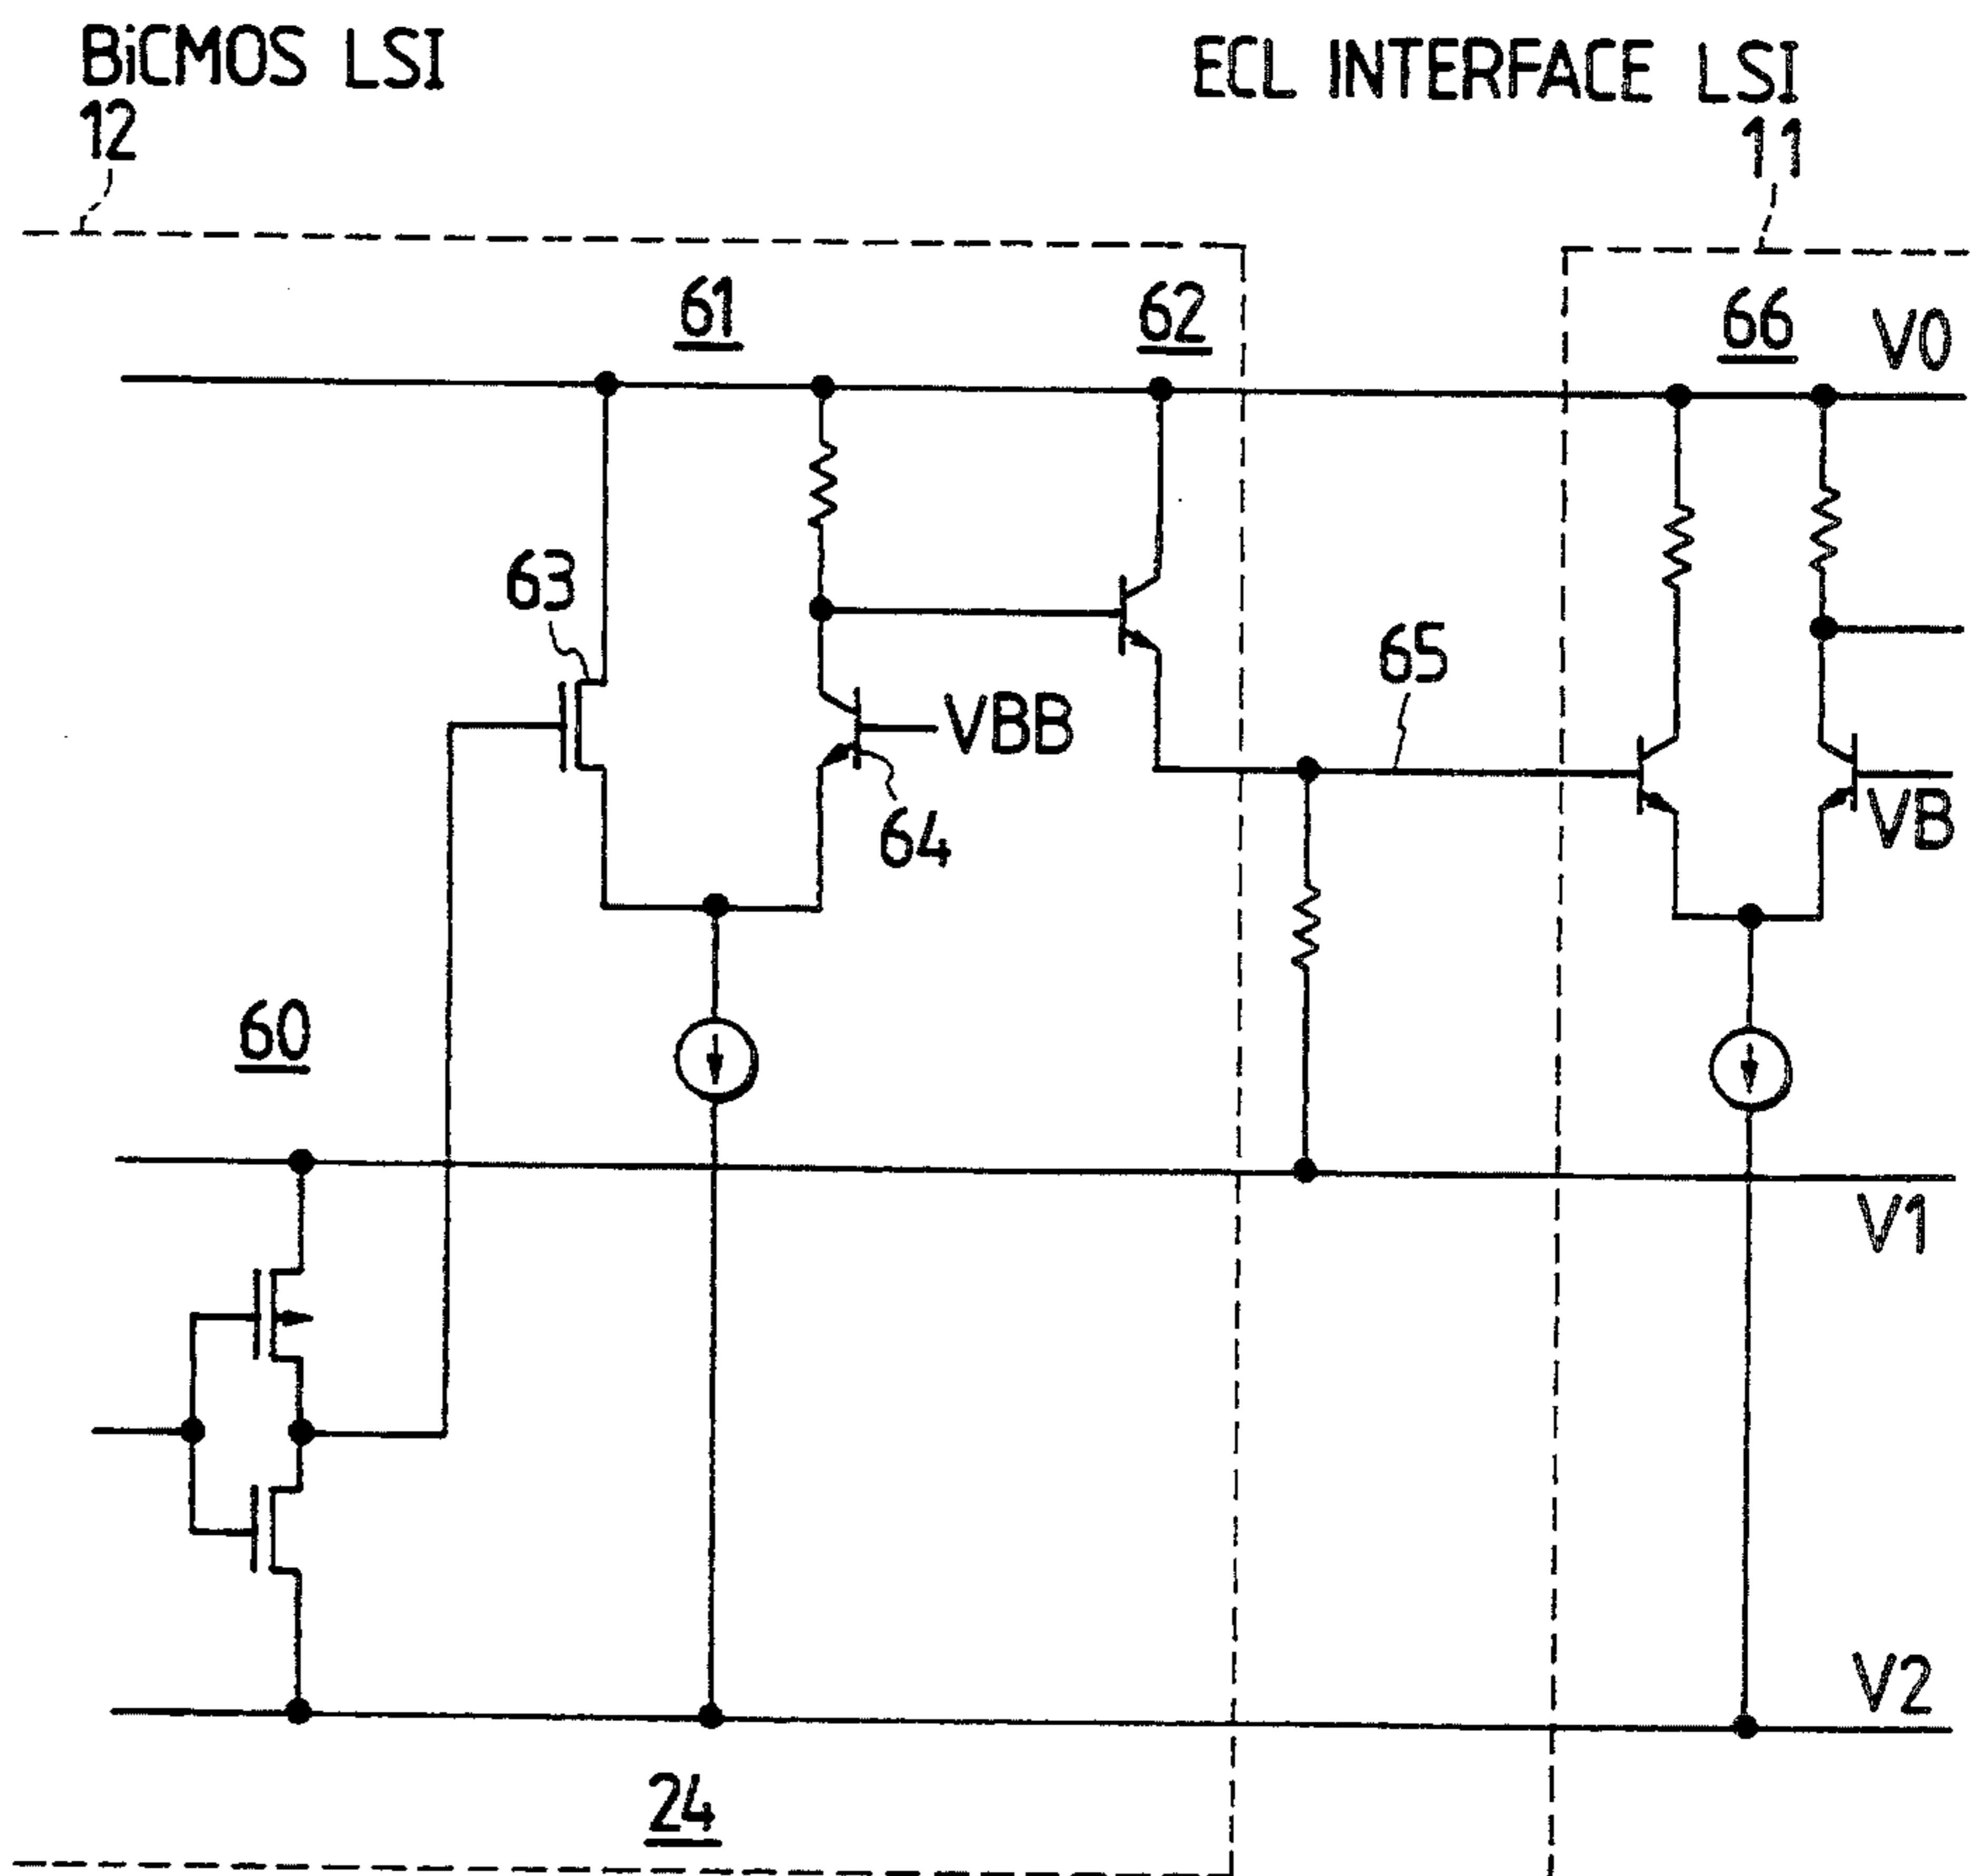 BiCMOS LSI
12
ECL INTERFACE LSI
11
61
62
66
V0
63
65
VBB
64
VB
60
V1
V2
24